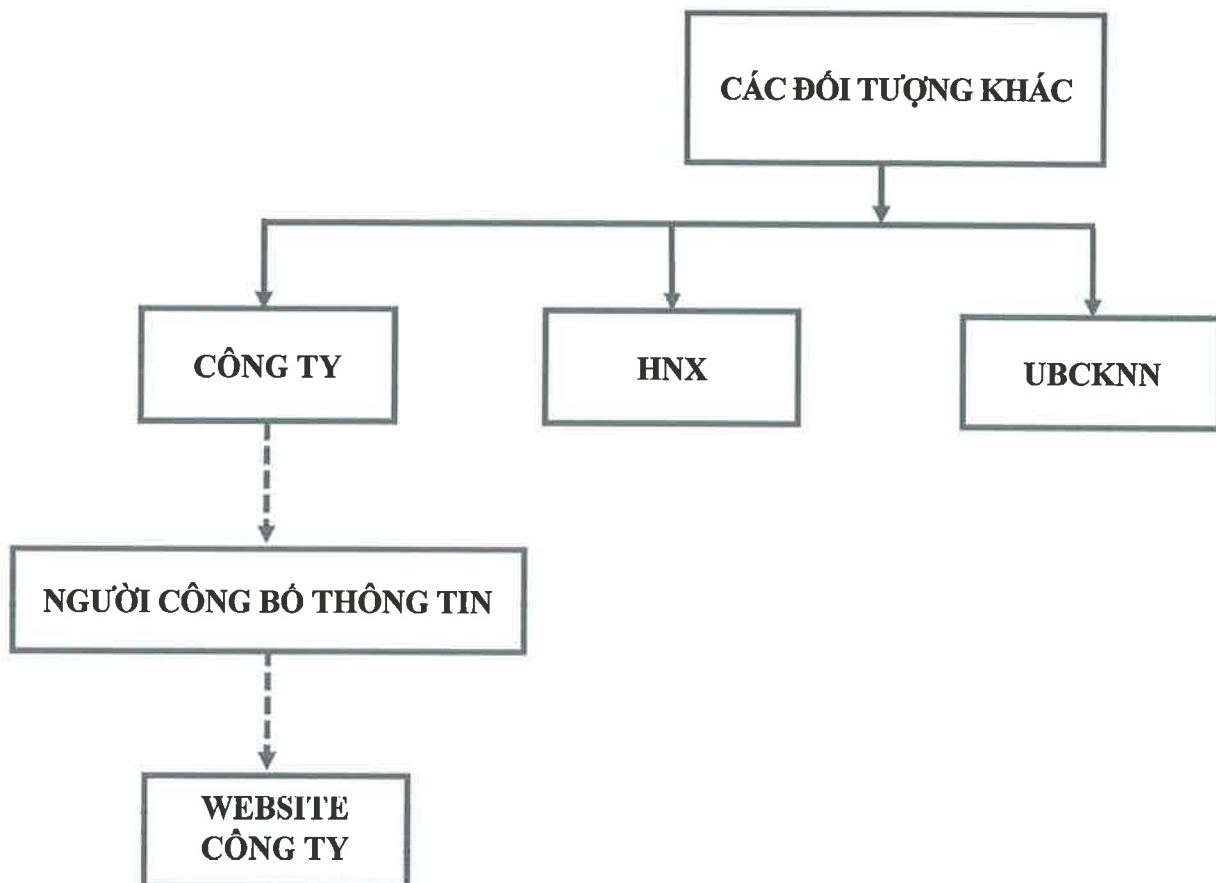 CÁC ĐỐI TƯỢNG KHÁC
CÔNG TY
HNX
UBCKNN
NGƯỜI CÔNG BỐ THÔNG TIN
WEBSITE
CÔNG TY